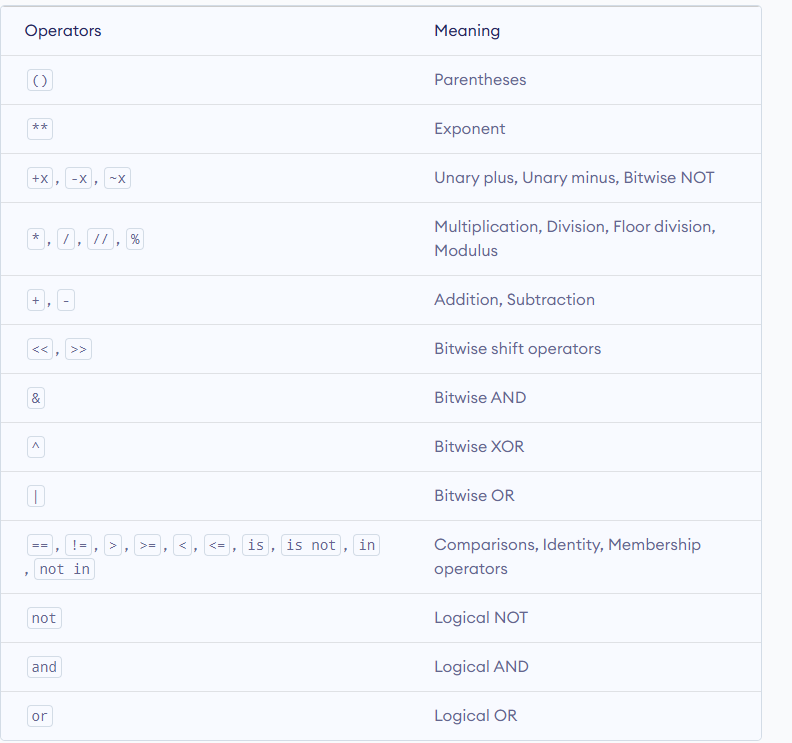 Operators Meaning
() Parentheses
** Exponent
+x, -x, ~x Unary plus, Unary minus, Bitwise NOT
*, /, //, % Multiplication, Division, Floor division,
Modulus
+, - Addition, Subtraction
<<, >> Bitwise shift operators
& Bitwise AND
^ Bitwise XOR
| Bitwise OR
==, !=, >, >=, <, <=, is, is not, in Comparisons, Identity, Membership
, not in operators
not Logical NOT
and Logical AND
or Logical OR